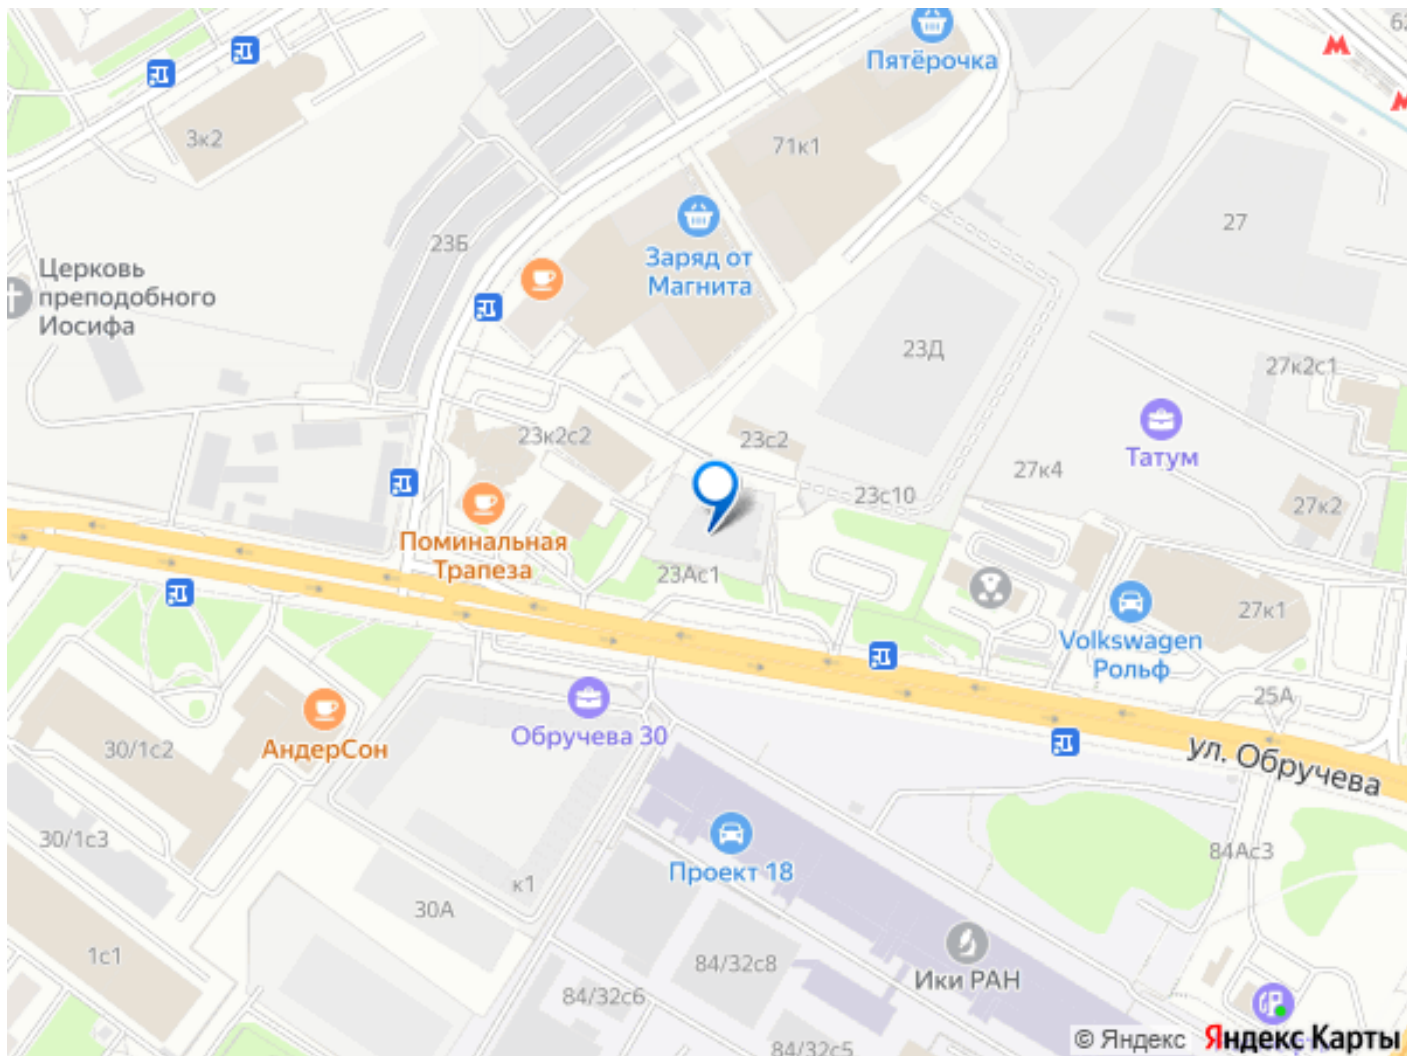 62
Пятёрочка
3к2
71к1
27
23Б
Церковь
преподобного
Иосифа
Заряд от
Магнита
23Д
27к2с1
23к2с2
23с2
Татум
27к4
23с10
27к2
Поминальная
Трапеза
23Ас1
27к1
Volkswagen
Рольф
25А
Обручева 30
30/1с2
АндерСон
ул. Обручева
30/1с3
Проект 18
84Ас3
к1
30А
1с1
84/32с8
Ики РАН
84/32с6
84/32с5
© Яндекс
Яндекс Карты